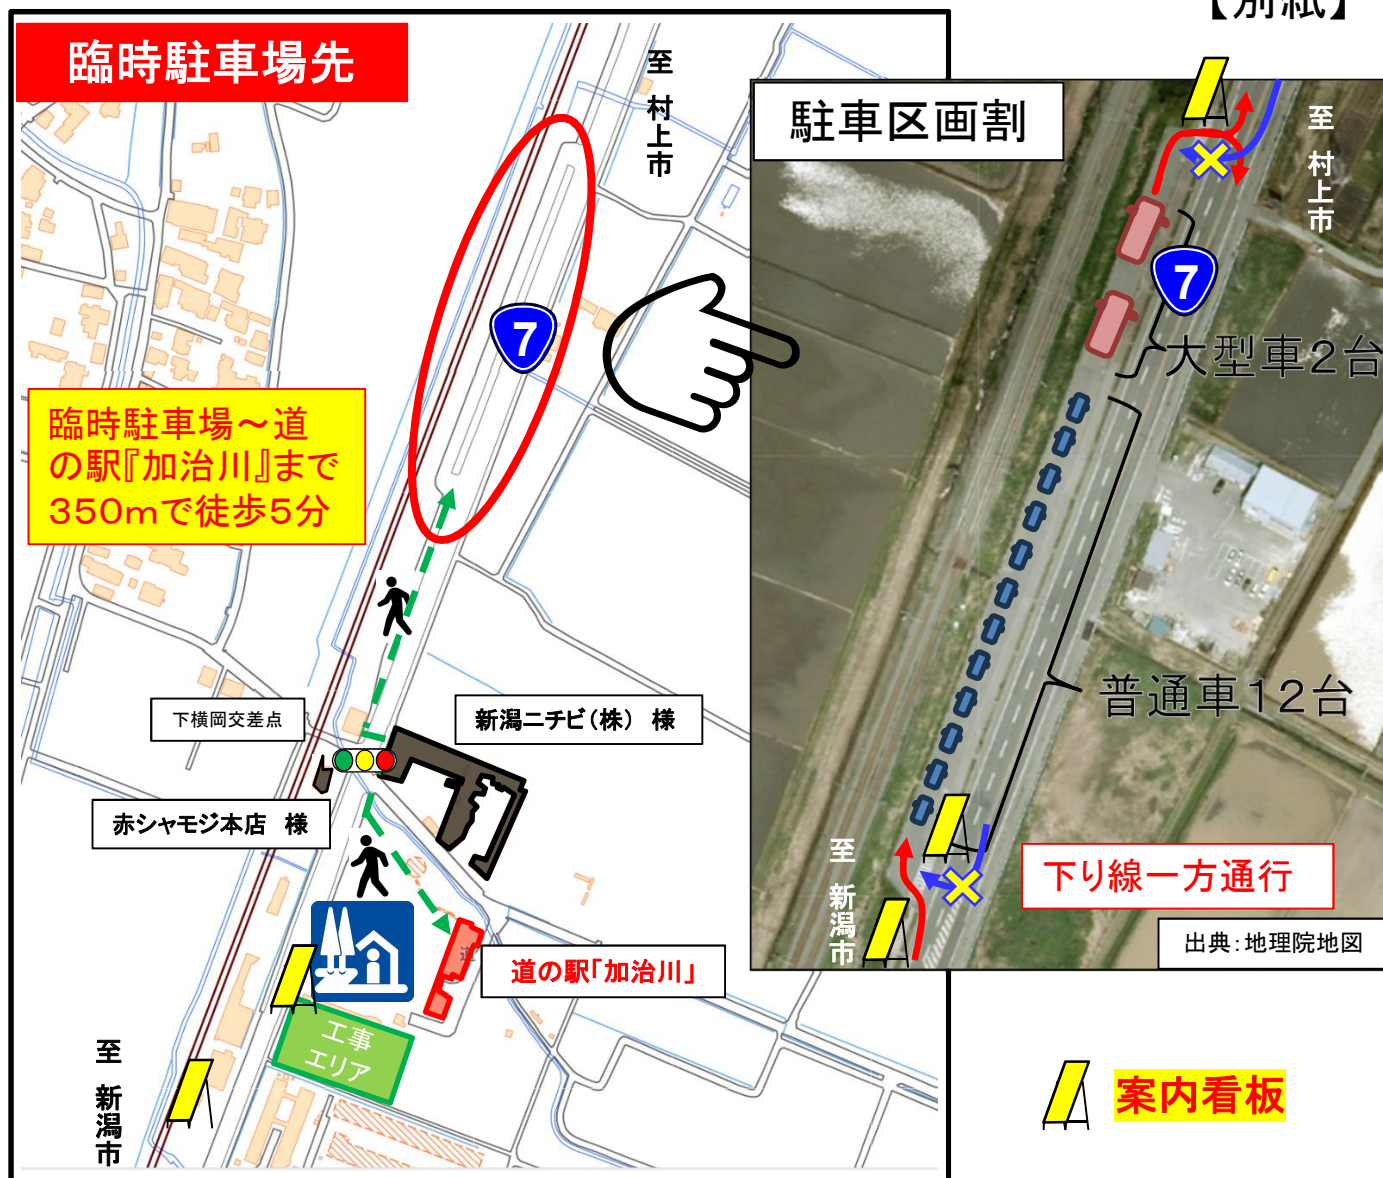 【別紙】
臨時駐車場先
至 村上市
駐車区画割
至 村上市
7
7
大型車2台
臨時駐車場～道
の駅『加治川』まで
350mで徒歩5分
普通車12台
下横岡交差点
新潟ニチビ(株) 様
赤シャモジ本店 様
至 新潟市
下り線一方通行
出典:地理院地図
道
道の駅「加治川」
工事
エリア
至 新潟市
案内看板